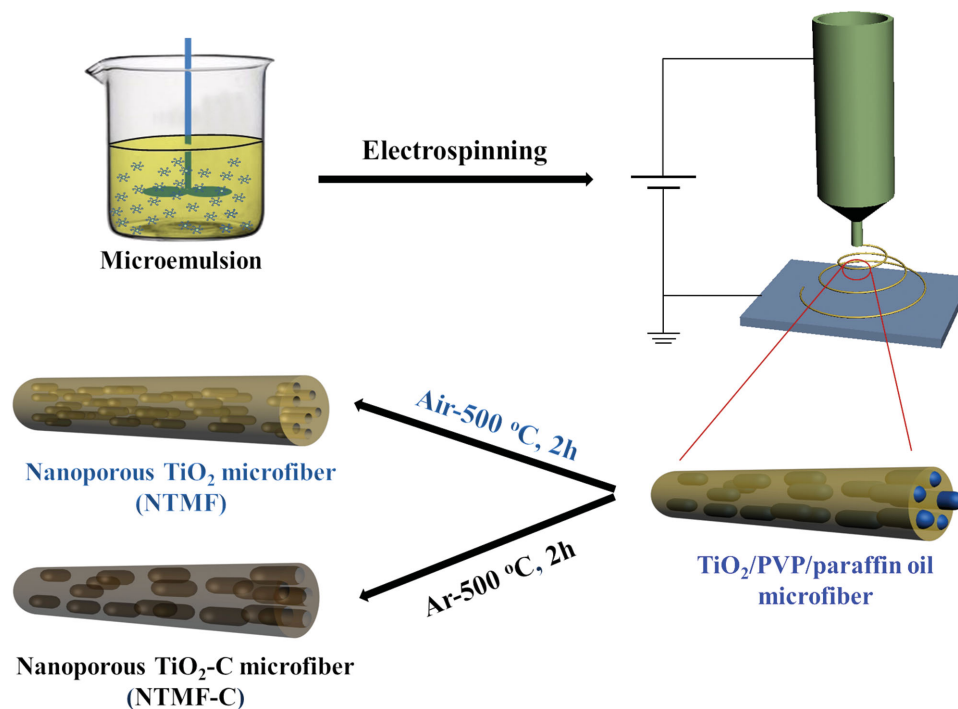 Electrospinning
Microemulsion
Air-500 ºC, 2h
Nanoporous TiO₂ microfiber
(NTMF)
TiO₂/PVP/paraffin oil
microfiber
Ar-500 ºC, 2h
Nanoporous TiO₂-C microfiber
(NTMF-C)